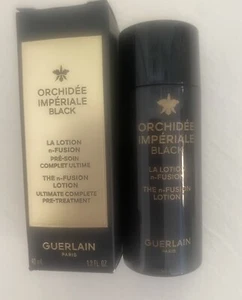 ORCHIDÉE
IMPÉRIALE
BLACK
LA LOTION
n-FUSION
PRÉ-SOIN
COMPLET ULTIME
THE n-FUSION
LOTION
ULTIMATE COMPLETE
PRE-TREATMENT
GUERLAIN
PARIS
ORCHIDÉE
IMPÉRIALE
BLACK
LA LOTION
n-FUSION
THE n-FUSION
LOTION
GUERLAIN
PARIS